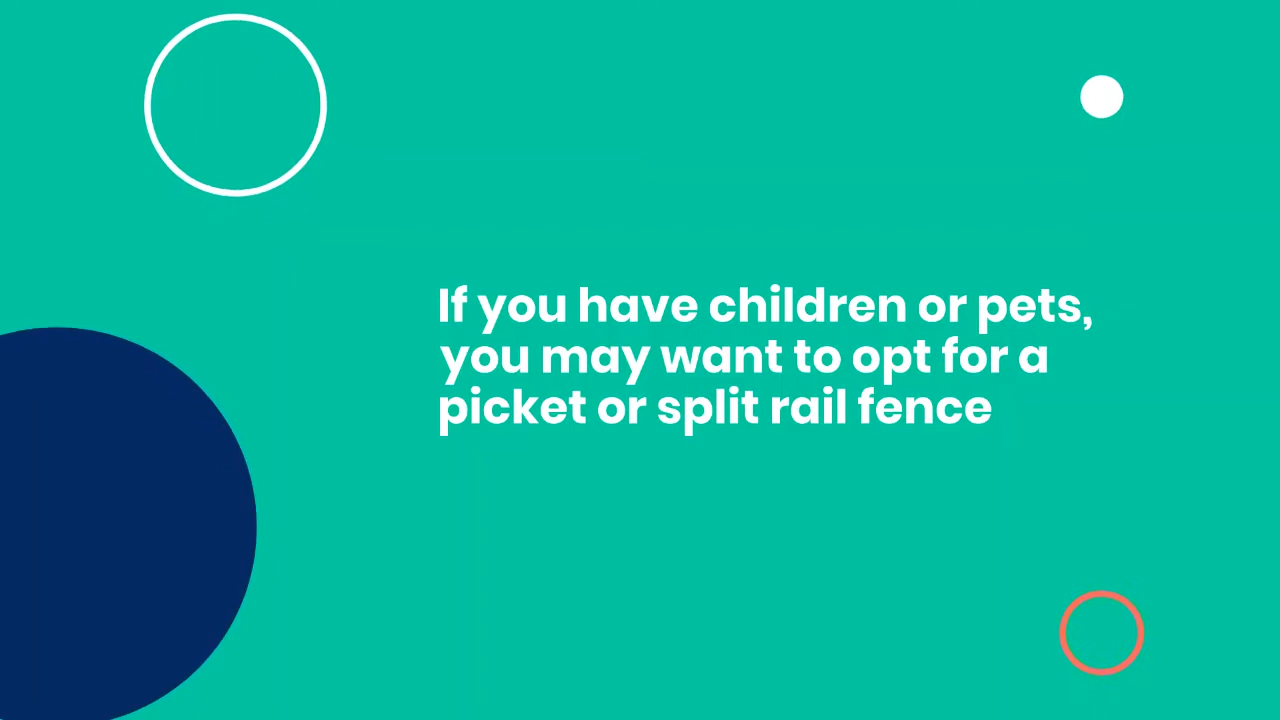 If you have children or pets,
you may want to opt for a
picket or split rail fence